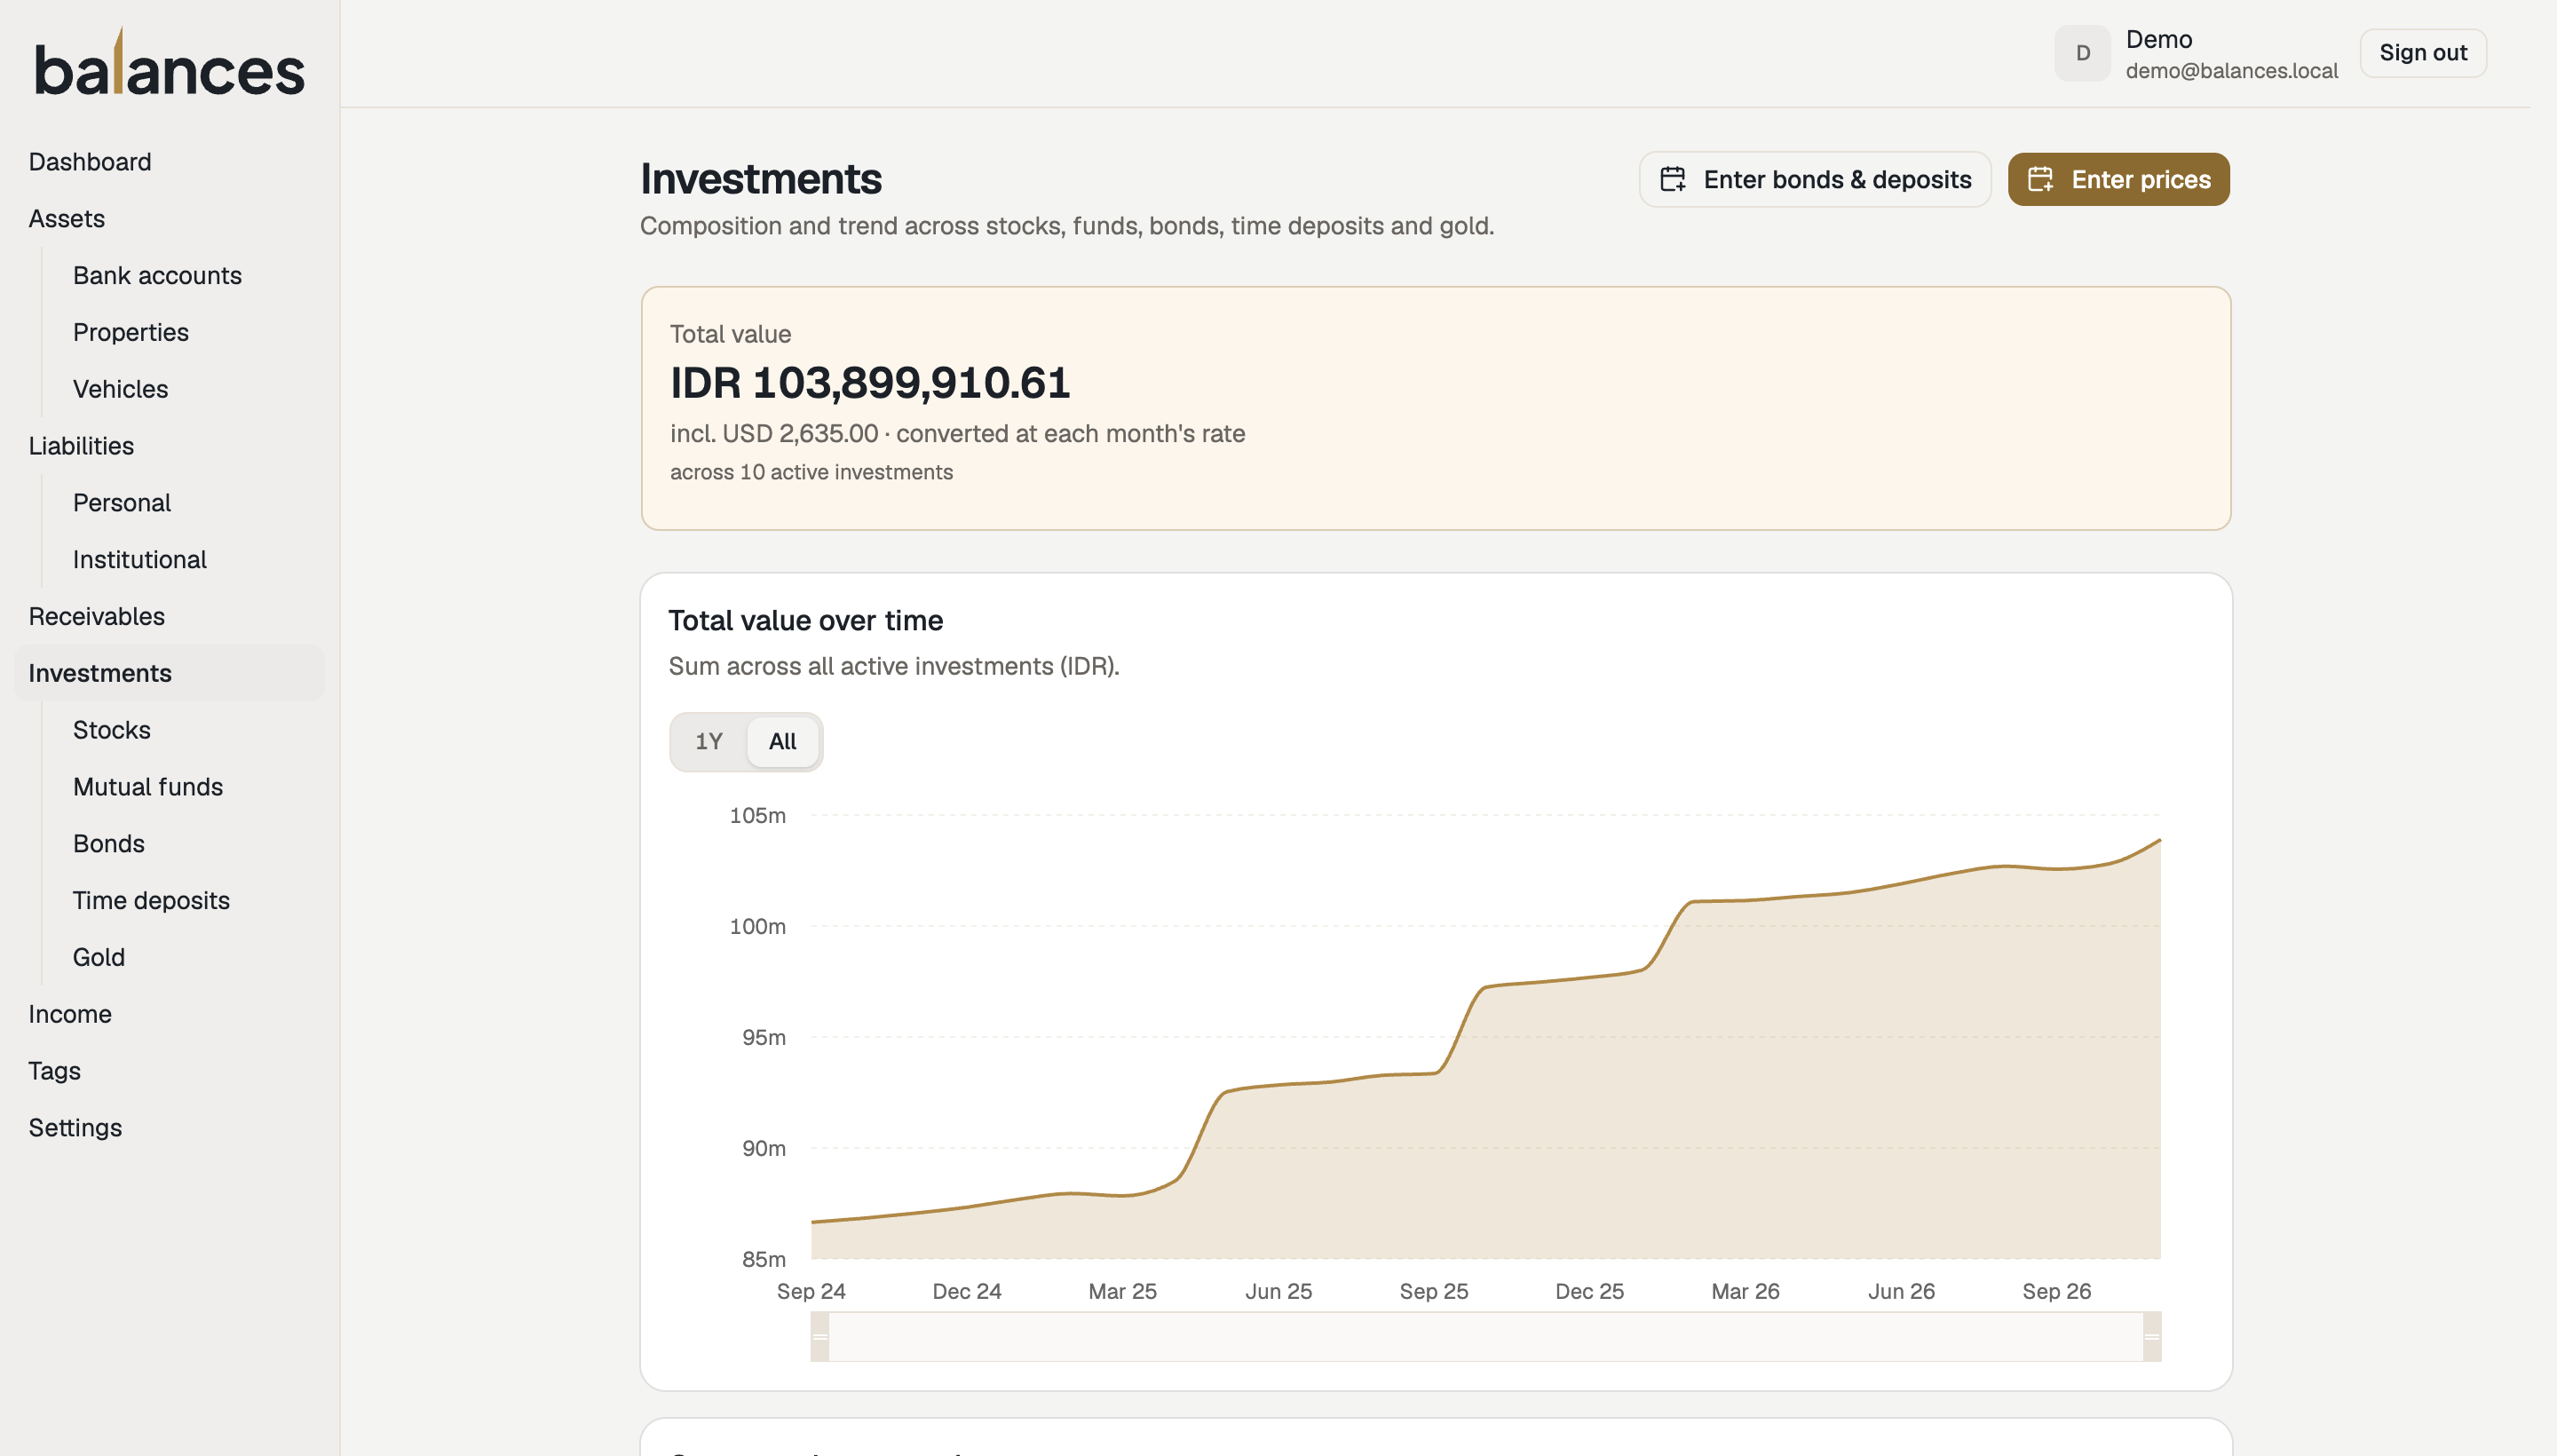 balances
D
Demo
demo@balances.local
Sign out
Dashboard
Assets
Bank accounts
Properties
Vehicles
Liabilities
Personal
Institutional
Receivables
Investments
Stocks
Mutual funds
Bonds
Time deposits
Gold
Income
Tags
Settings
Investments
Composition and trend across stocks, funds, bonds, time deposits and gold.
Enter bonds & deposits
Enter prices
Total value
IDR 103,899,910.61
incl. USD 2,635.00 · converted at each month's rate
across 10 active investments
Total value over time
Sum across all active investments (IDR).
1Y All
105m
100m
95m
90m
85m
Sep 24 Dec 24 Mar 25 Jun 25 Sep 25 Dec 25 Mar 26 Jun 26 Sep 26